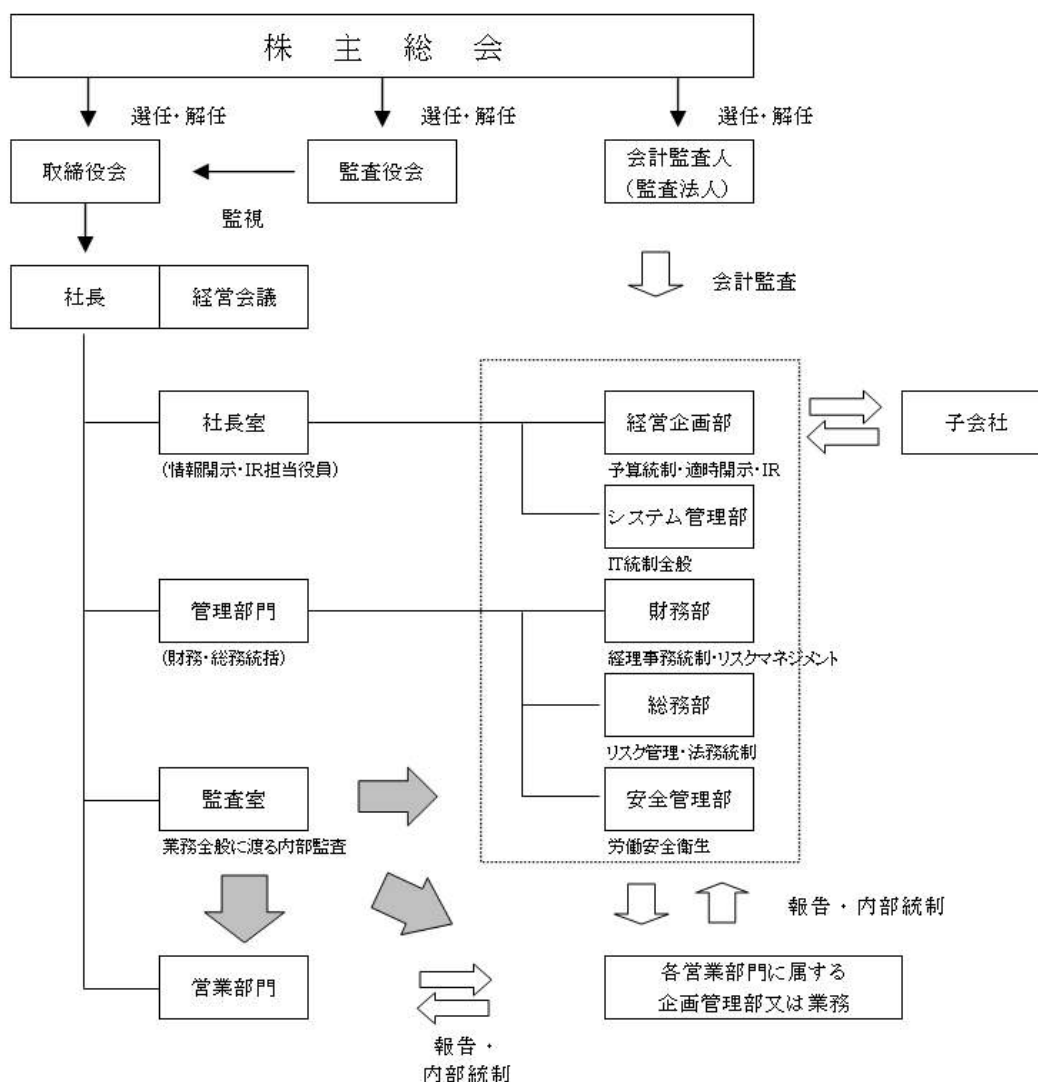 株 主 総 会
選任・解任
選任・解任
選任・解任
取締役会
監査役会
会計監査人
(監査法人)
監視
社長
経営会議
会計監査
社長室
経営企画部
子会社
(情報開示・IR担当役員)
予算統制・適時開示・IR
システム管理部
IT統制全般
管理部門
財務部
(財務・総務統括)
経理事務統制・リスクマネジメント
総務部
リスク管理・法務統制
監査室
安全管理部
業務全般に渡る内部監査
労働安全衛生
報告・内部統制
営業部門
各営業部門に属する
企画管理部又は業務
報告・
内部統制